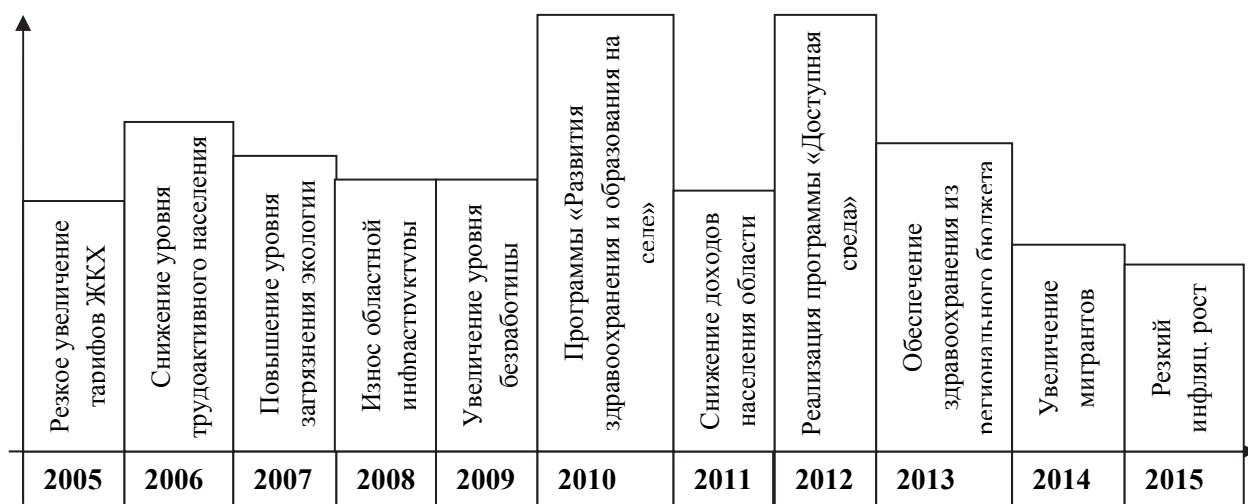 Резкое увеличение
тарифов ЖКХ
Снижение уровня
трудоактивного населения
Повышение уровня
загрязнения экологии
Износ областной
инфраструктуры
Увеличение уровня
безработицы
Программы «Развития
здравоохранения и образования на
селе»
Снижение доходов
населения области
Реализация программы «Доступная
среда»
Обеспечение
здравоохранения из
регионального бюджета
Увеличение
мигрантов
Резкий
инфляц. рост
2005 2006 2007 2008 2009 2010 2011 2012 2013 2014 2015